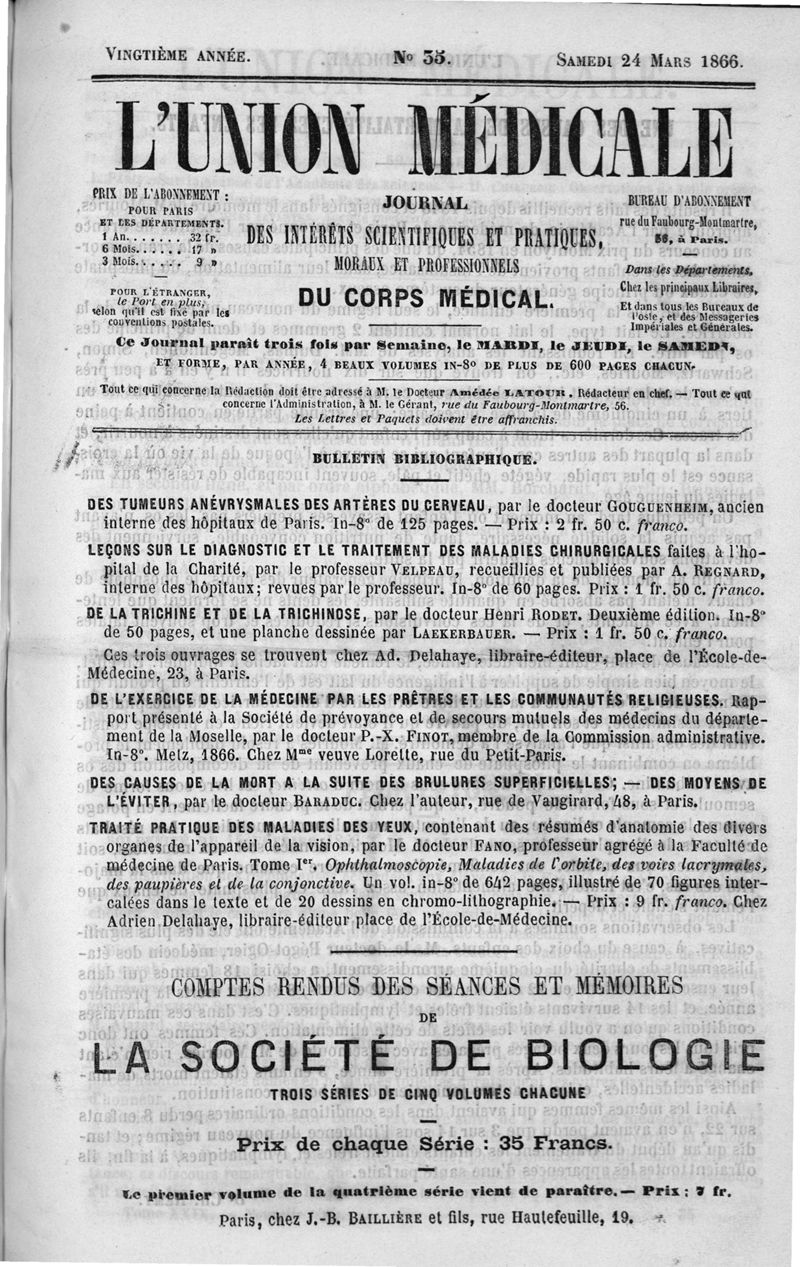 VINGTIÈME ANNÉE. No 35. SAMEDI 24 MARS 1866.
L'UNION MÉDICALE
PRIX DE L'ABONNEMENT :
POUR PARIS
ET LES DÉPARTEMENTS.
1 An....... 32 fr.
6 Mois...... 17 »
3 Mois...... 9 »
POUR L'ÉTRANGER,
le Port en plus,
selon qu'il est fixé par les
conventions postales.
JOURNAL
DES INTÉRÊTS SCIENTIFIQUES ET PRATIQUES,
MORAUX ET PROFESSIONNELS
DU CORPS MÉDICAL.
BUREAU D'ABONNEMENT
rue du Faubourg-Montmartre,
56, à Paris.
Dans les Départements,
Chez les principaux Libraires,
Et dans tous les Bureaux de
Poste, et des Messageries
Impériales et Générales.
Ce Journal paraît trois fois par Semaine, le MARDI, le JEUDI, le SAMEDI,
ET FORME, PAR ANNÉE, 4 BEAUX VOLUMES IN-8o DE PLUS DE 600 PAGES CHACUN.
Tout ce qui concerne la Rédaction doit être adressé à M. le Docteur Amédée LATOUR, Rédacteur en chef. — Tout ce qui
concerne l'Administration, à M. le Gérant, rue du Faubourg-Montmartre, 56.
Les Lettres et Paquets doivent être affranchis.
BULLETIN BIBLIOGRAPHIQUE.
DES TUMEURS ANÉVRYSMALES DES ARTÈRES DU CERVEAU, par le docteur GOUGUENHEIM, ancien
interne des hôpitaux de Paris. In-8° de 125 pages. — Prix : 2 fr. 50 c. franco.
LEÇONS SUR LE DIAGNOSTIC ET LE TRAITEMENT DES MALADIES CHIRURGICALES faites à l'ho-
pital de la Charité, par le professeur VELPEAU, recueillies et publiées par A. REGNARD,
interne des hôpitaux; revues par le professeur. In-8° de 60 pages. Prix : 1 fr. 50 c. franco.
DE LA TRICHINE ET DE LA TRICHINOSE, par le docteur Henri RODET. Deuxième édition. In-8°
de 50 pages, et une planche dessinée par LAEKERBAUER. — Prix : 1 fr. 50 c. franco.
Ces trois ouvrages se trouvent chez Ad. Delahaye, libraire-éditeur, place de l'École-de-
Médecine, 23, à Paris.
DE L'EXERCICE DE LA MÉDECINE PAR LES PRÊTRES ET LES COMMUNAUTÉS RELIGIEUSES. Rap-
port présenté à la Société de prévoyance et de secours mutuels des médecins du départe-
ment de la Moselle, par le docteur P.-X. FINOT, membre de la Commission administrative.
In-8°. Metz, 1866. Chez Mme veuve Lorette, rue du Petit-Paris.
DES CAUSES DE LA MORT A LA SUITE DES BRULURES SUPERFICIELLES; — DES MOYENS DE
L'ÉVITER, par le docteur BARADUC. Chez l'auteur, rue de Vaugirard, 48, à Paris.
TRAITÉ PRATIQUE DES MALADIES DES YEUX, contenant des résumés d'anatomie des divers
organes de l'appareil de la vision, par le docteur FANO, professeur agrégé à la Faculté de
médecine de Paris. Tome Ier. Ophthalmoscopie, Maladies de l'orbite, des voies lacrymales,
des paupières et de la conjonctive. Un vol. in-8° de 642 pages, illustré de 70 figures inter-
calées dans le texte et de 20 dessins en chromo-lithographie. — Prix : 9 fr. franco. Chez
Adrien Delahaye, libraire-éditeur place de l'École-de-Médecine.
COMPTES RENDUS DES SÉANCES ET MÉMOIRES
DE
LA SOCIÉTÉ DE BIOLOGIE
TROIS SÉRIES DE CINQ VOLUMES CHACUNE
Prix de chaque Série : 35 Francs.
Le premier volume de la quatrième série vient de paraître. — Prix : 7 fr.
Paris, chez J.-B. BAILLIÈRE et fils, rue Hautefeuille, 19.